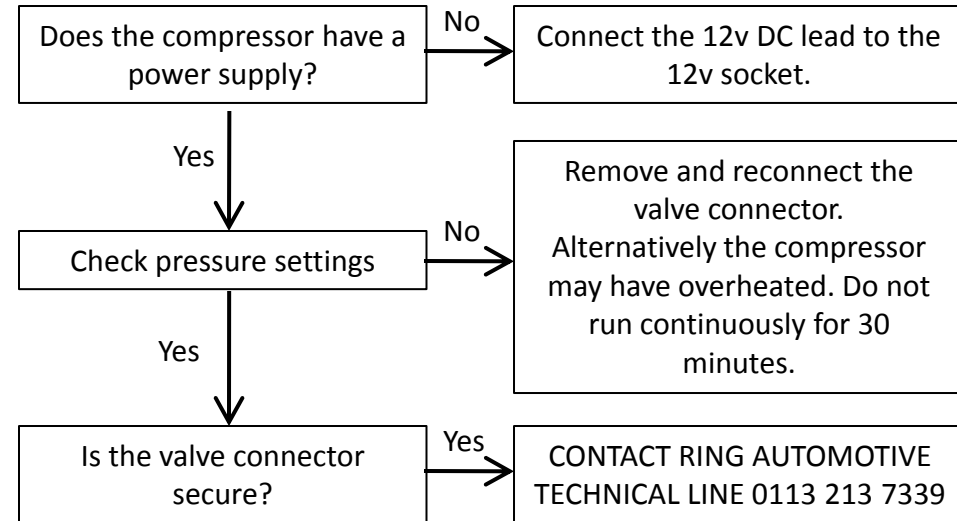 Does the compressor have a
power supply?
No
Connect the 12v DC lead to the
12v socket.
Yes
Check pressure settings
No
Remove and reconnect the
valve connector.
Alternatively the compressor
may have overheated. Do not
run continuously for 30
minutes.
Yes
Is the valve connector
secure?
Yes
CONTACT RING AUTOMOTIVE
TECHNICAL LINE 0113 213 7339